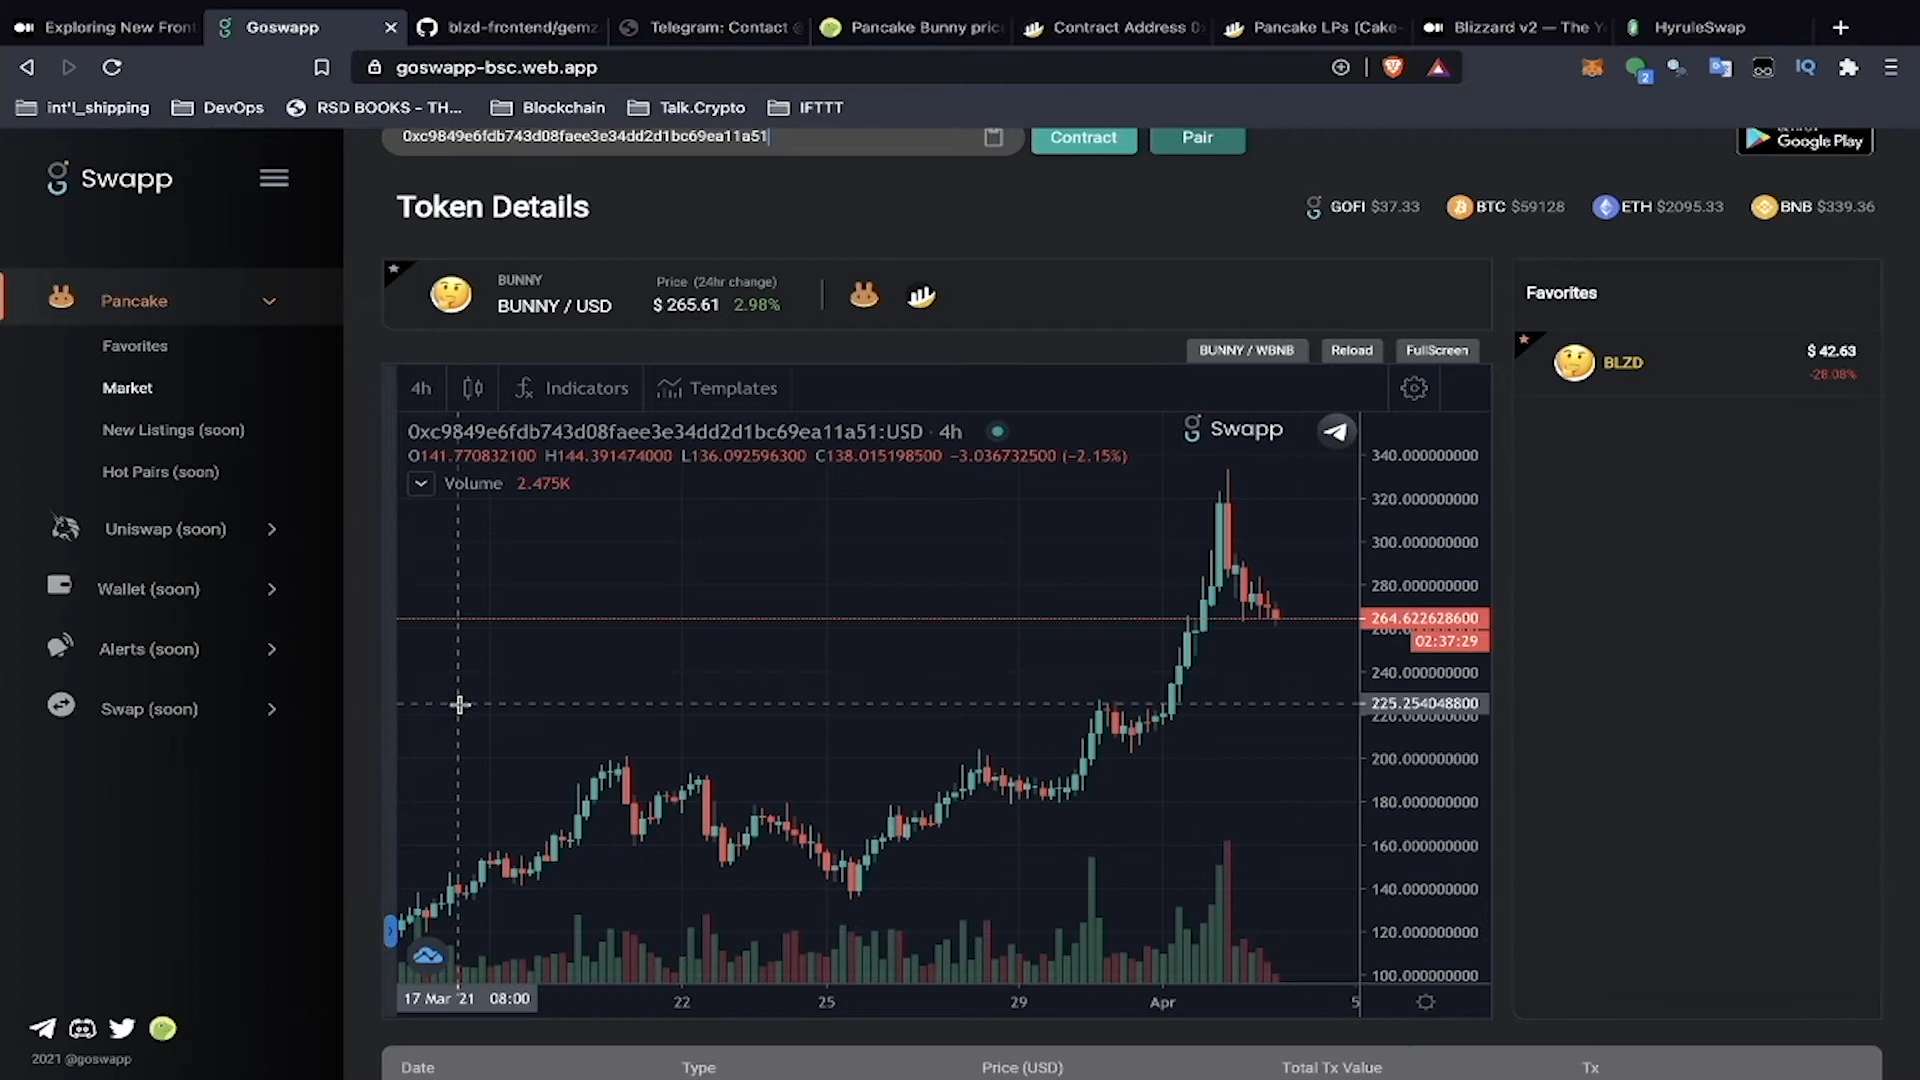 Exploring New Front
Goswapp
blzd-frontend/gemz
Telegram: Contact @
Pancake Bunny pric
Contract Address 0x
Pancake LPs (Cake-
Blizzard v2 — The Y
HyruleSwap
goswapp-bsc.web.app
2
IQ
int'l_shipping
DevOps
RSD BOOKS - TH...
Blockchain
Talk.Crypto
IFTTT
0xc9849e6fdb743d08faee3e34dd2d1bc69ea11a51
Contract
Pair
Google Play
Swapp
Token Details
GOFI $37.33
BTC $59128
ETH $2095.33
BNB $339.36
Pancake
Favorites
Market
New Listings (soon)
Hot Pairs (soon)
Uniswap (soon)
Wallet (soon)
Alerts (soon)
Swap (soon)
BUNNY
BUNNY / USD
Price (24hr change)
$ 265.61 2.98%
Favorites
BLZD
$ 42.63
-28.08%
BUNNY / WBNB
Reload
FullScreen
4h
Indicators
Templates
0xc9849e6fdb743d08faee3e34dd2d1bc69ea11a51:USD · 4h
O141.770832100 H144.391474000 L136.092596300 C138.015198500 −3.036732500 (−2.15%)
Volume 2.475K
Swapp
340.000000000
320.000000000
300.000000000
280.000000000
264.622628600
02:37:29
240.000000000
225.254048800
220.000000000
200.000000000
180.000000000
160.000000000
140.000000000
120.000000000
100.000000000
17 Mar '21 08:00
22
25
29
Apr
5
2021 @goswapp
Date
Type
Price (USD)
Total Tx Value
Tx